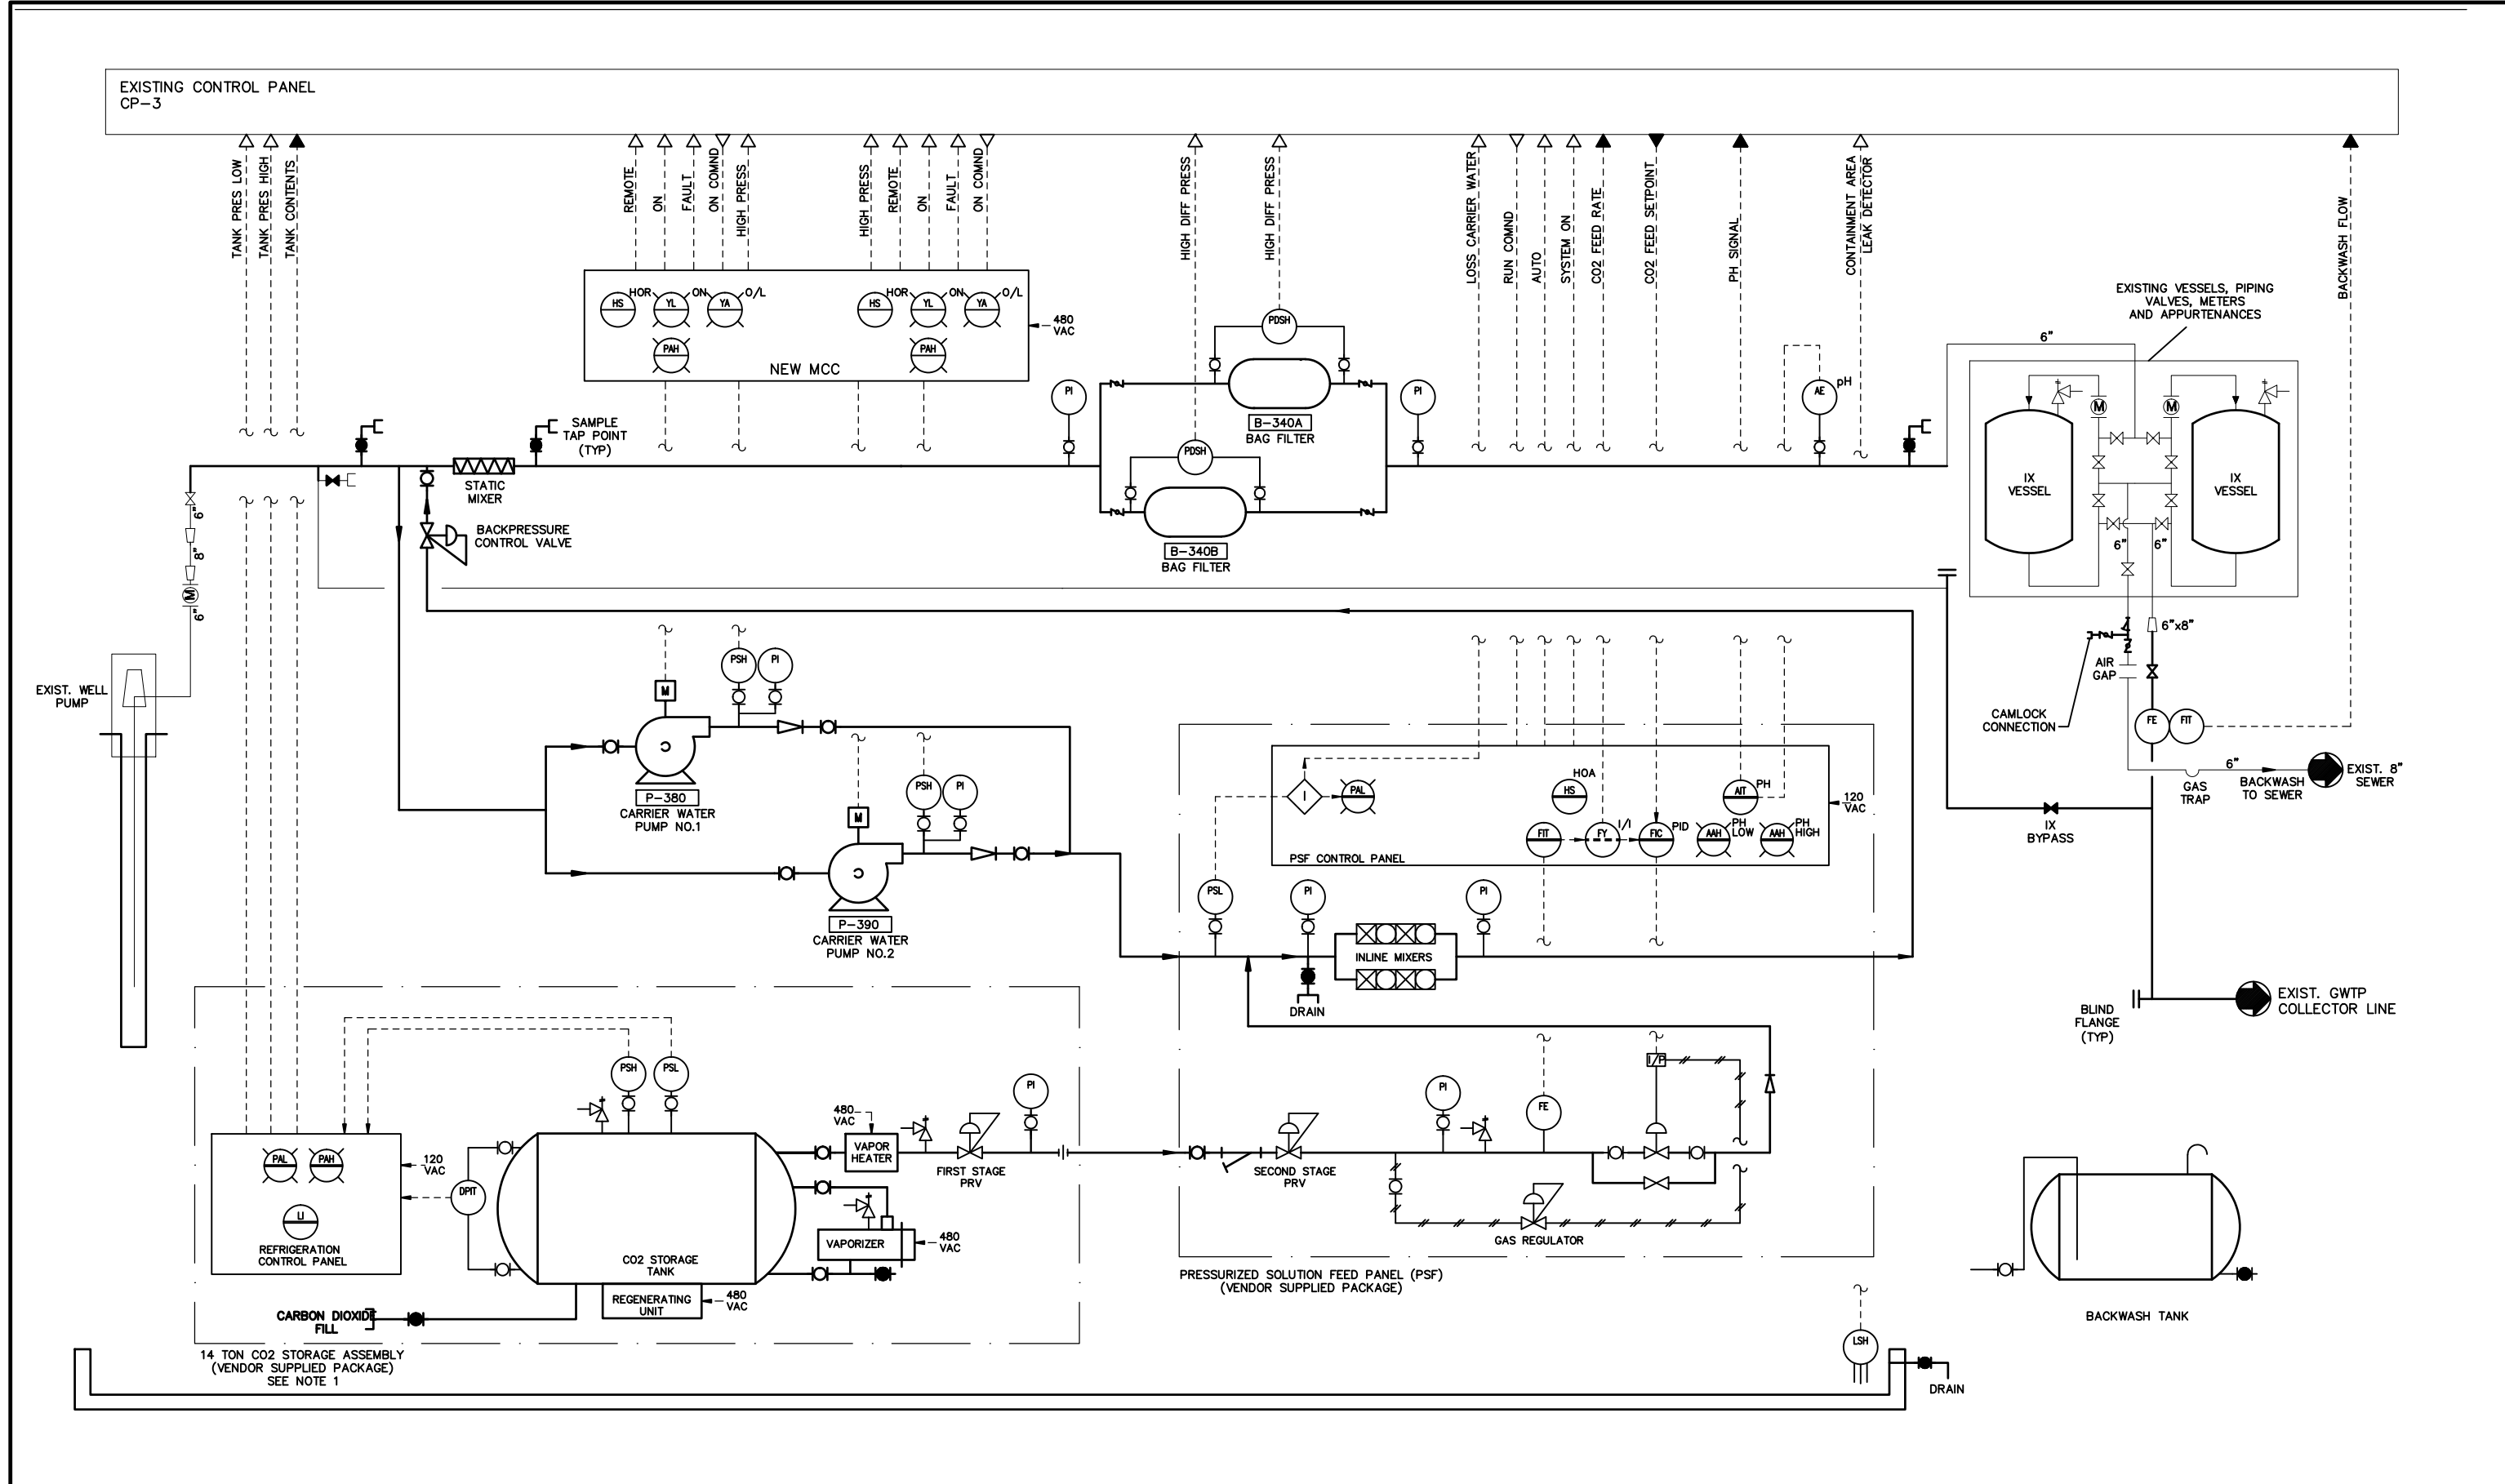 EXISTING CONTROL PANEL
CP-3
TANK PRES LOW
TANK PRES HIGH
TANK CONTENTS
REMOTE
ON
FAULT
ON COMND
HIGH PRESS
HIGH PRESS
REMOTE
ON
FAULT
ON COMND
HIGH DIFF PRESS
HIGH DIFF PRESS
LOSS CARRIER WATER
RUN COMND
AUTO
SYSTEM ON
CO2 FEED RATE
CO2 FEED SETPOINT
PH SIGNAL
CONTAINMENT AREA
LEAK DETECTOR
BACKWASH FLOW
HS
HOR
YL
ON
YA
O/L
PAH
HS
HOR
YL
ON
YA
O/L
PAH
NEW MCC
480
VAC
PDSH
B-340A
BAG FILTER
PDSH
B-340B
BAG FILTER
PI
PI
AE
pH
EXISTING VESSELS, PIPING
VALVES, METERS
AND APPURTENANCES
6"
M
M
IX
VESSEL
IX
VESSEL
6"
6"
SAMPLE
TAP POINT
(TYP)
STATIC
MIXER
BACKPRESSURE
CONTROL VALVE
6"
8"
M
6"
EXIST. WELL
PUMP
6"x8"
AIR
GAP
CAMLOCK
CONNECTION
FE
FIT
6"
GAS
TRAP
BACKWASH
TO SEWER
EXIST. 8"
SEWER
IX
BYPASS
PSH
PI
M
C
P-380
CARRIER WATER
PUMP NO.1
PSH
PI
M
C
P-390
CARRIER WATER
PUMP NO.2
I
PAL
HOA
HS
PH
AIT
120
VAC
FIT
FY
I/I
FIC
PID
AAH
PH
LOW
AAH
PH
HIGH
PSF CONTROL PANEL
PSL
PI
PI
INLINE MIXERS
DRAIN
BLIND
FLANGE
(TYP)
EXIST. GWTP
COLLECTOR LINE
PSH
PSL
PI
480
VAC
VAPOR
HEATER
FIRST STAGE
PRV
PAL
PAH
120
VAC
DPIT
LI
REFRIGERATION
CONTROL PANEL
CO2 STORAGE
TANK
VAPORIZER
480
VAC
REGENERATING
UNIT
480
VAC
CARBON DIOXIDE
FILL
14 TON CO2 STORAGE ASSEMBLY
(VENDOR SUPPLIED PACKAGE)
SEE NOTE 1
SECOND STAGE
PRV
PI
FE
I/P
GAS REGULATOR
PRESSURIZED SOLUTION FEED PANEL (PSF)
(VENDOR SUPPLIED PACKAGE)
LSH
DRAIN
BACKWASH TANK